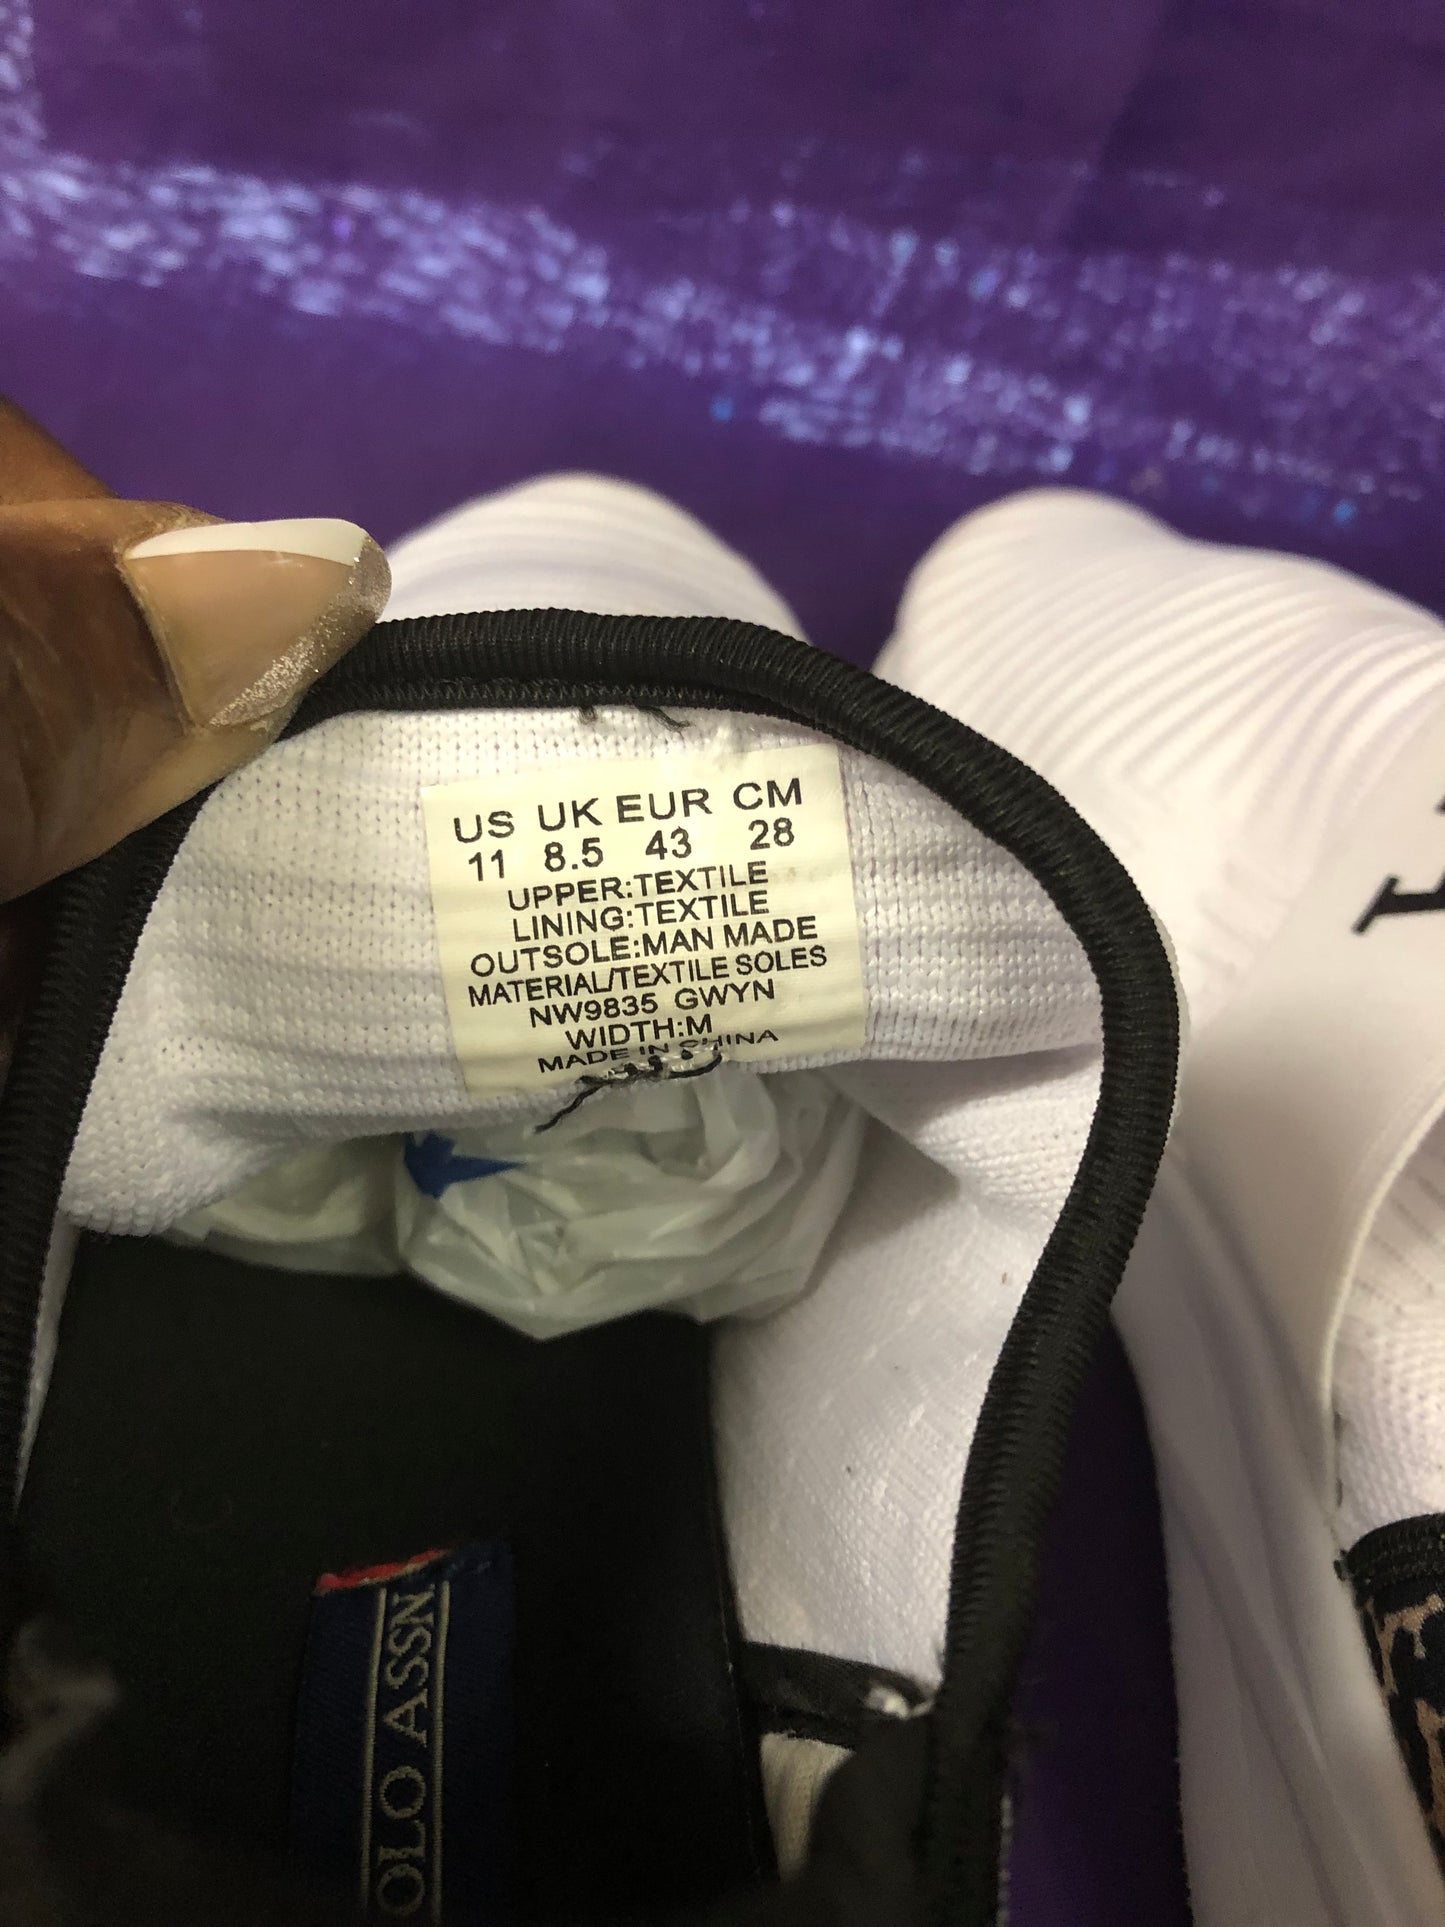 US UK EUR CM
11 8.5 43 28
UPPER:TEXTILE
LINING:TEXTILE
OUTSOLE:MAN MADE
MATERIAL/TEXTILE SOLES
NW9835 GWYN
WIDTH:M
MADE IN CHINA
OLO ASSN